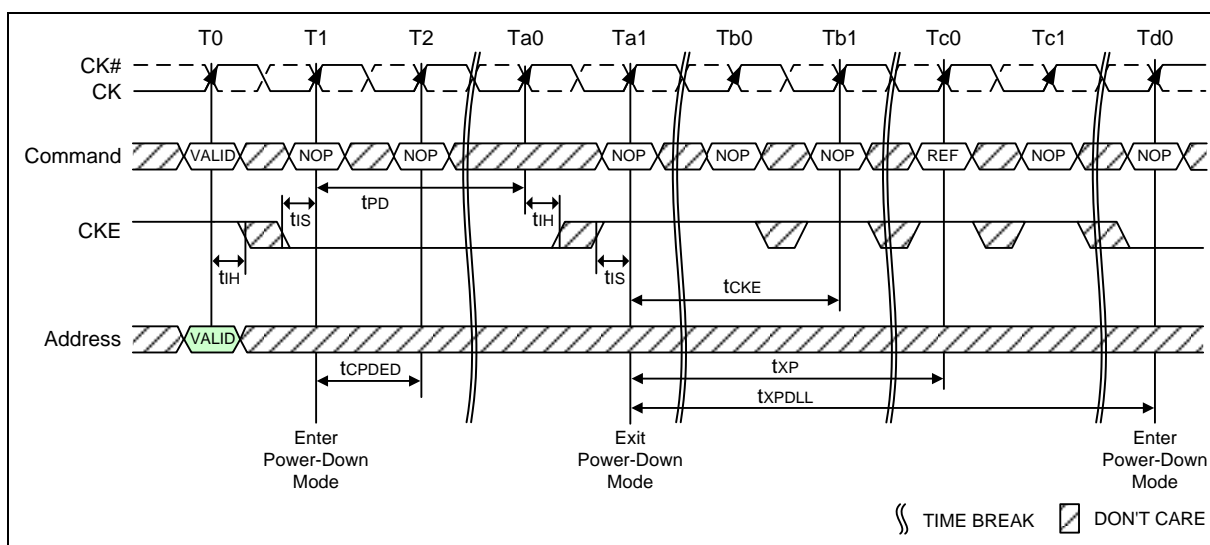 T0 T1 T2 Ta0 Ta1 Tb0 Tb1 Tc0 Tc1 Td0
CK#
CK
Command VALID NOP NOP NOP NOP NOP REF NOP NOP
tIS tPD tIH
CKE
tIH tIS
tCKE
Address VALID
tCPDED tXP
tXPDLL
Enter Power-Down Mode
Exit Power-Down Mode
Enter Power-Down Mode
TIME BREAK DON'T CARE